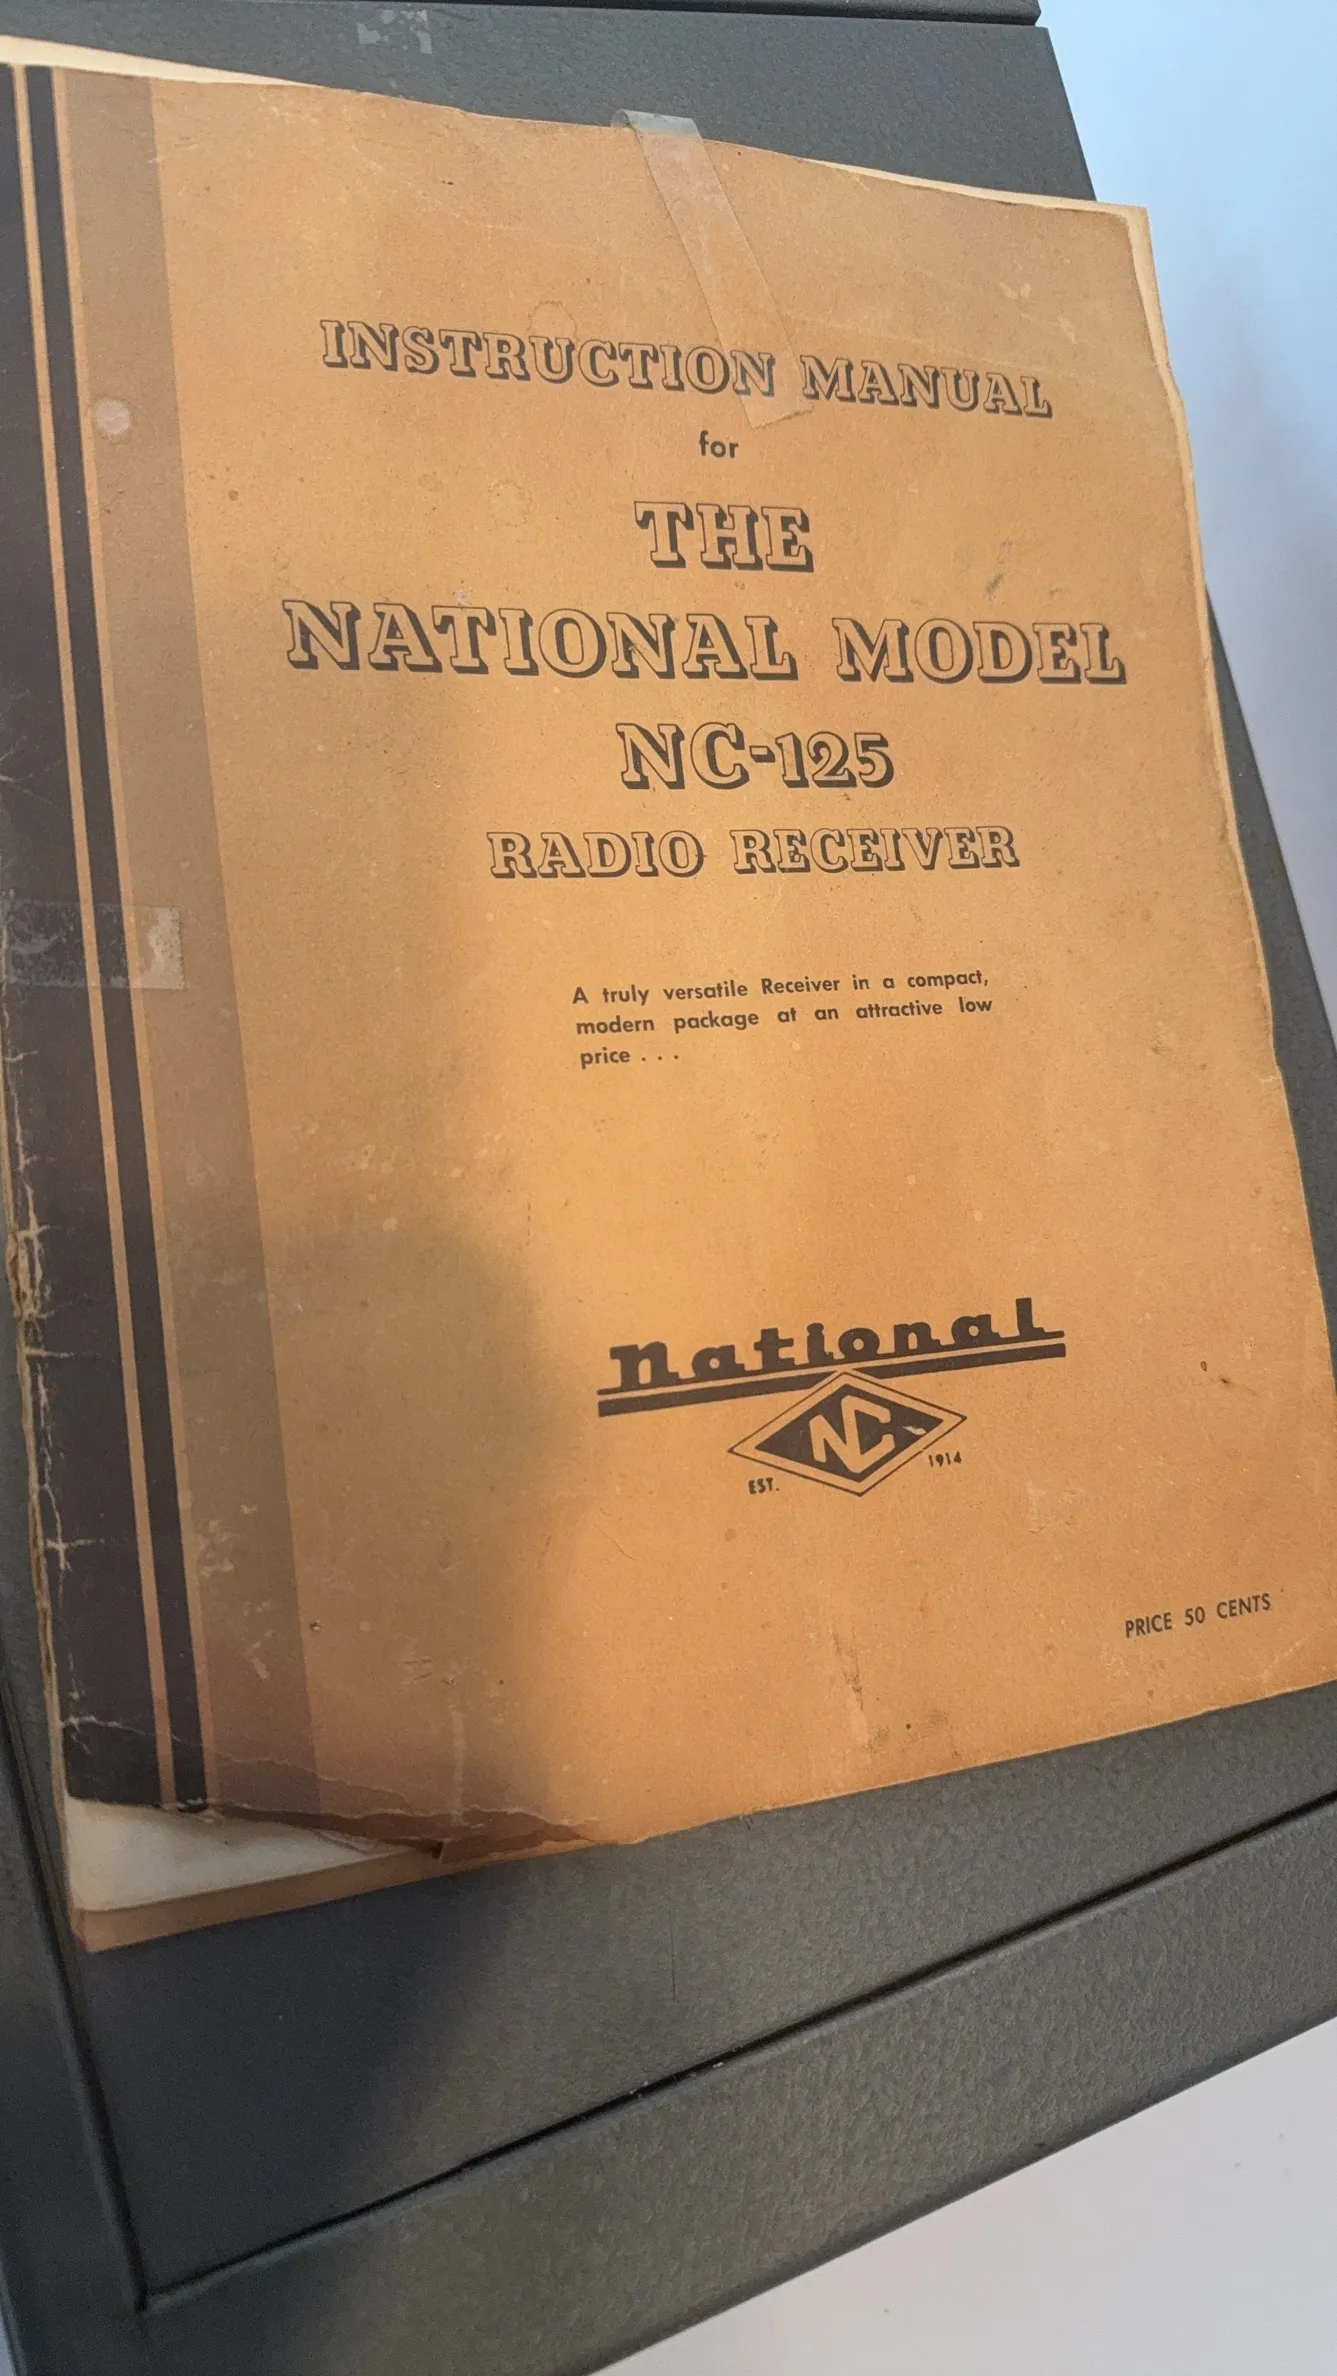 INSTRUCTION MANUAL
for
THE
NATIONAL MODEL
NC-125
RADIO RECEIVER
A truly versatile Receiver in a compact,
modern package at an attractive low
price . . .
National
NC
EST. 1914
PRICE 50 CENTS